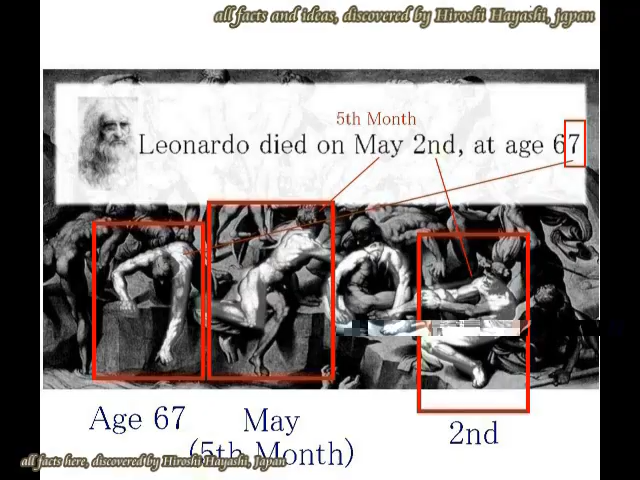 all facts and ideas, discovered by Hiroshi Hayashi, japan
5th Month
Leonardo died on May 2nd, at age 67
Age 67
May
2nd
(5th Month)
all facts here, discovered by Hiroshi Hayashi, Japan